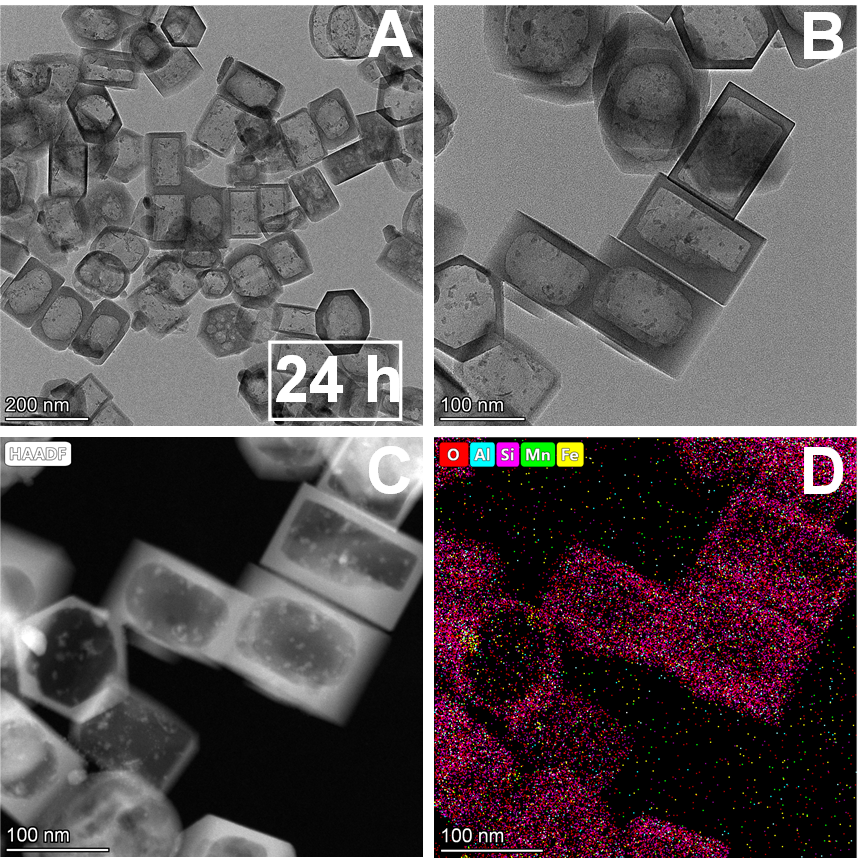 A
24 h
200 nm
B
100 nm
HAADF
C
100 nm
O Al Si Mn Fe
D
100 nm